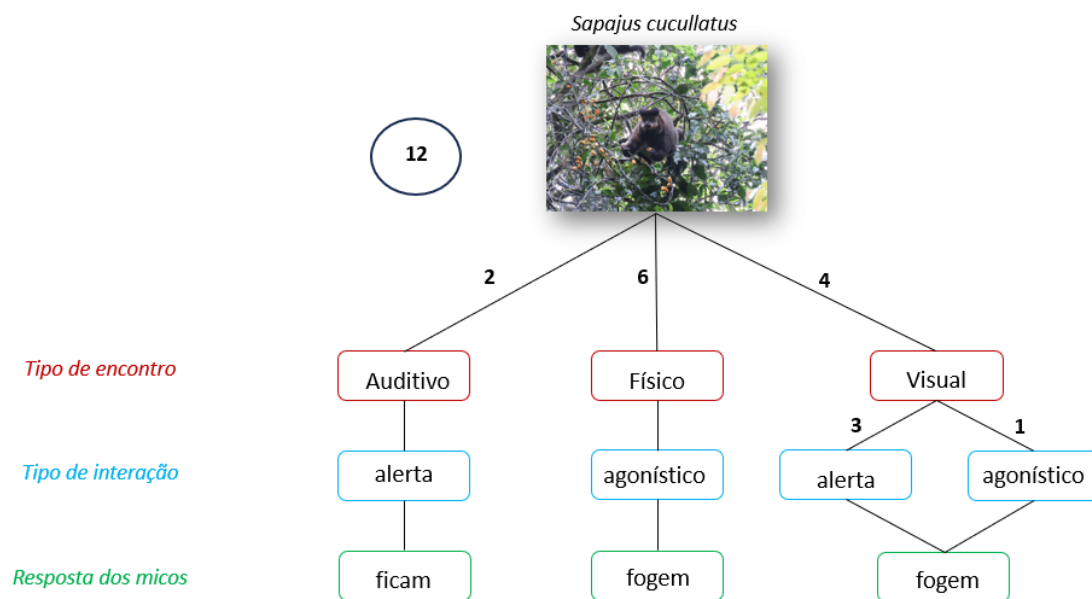 Sapajus cucullatus
12
2
6
4
Tipo de encontro
Auditivo
Físico
Visual
3
1
Tipo de interação
alerta
agonístico
alerta
agonístico
Resposta dos micos
ficam
fogem
fogem